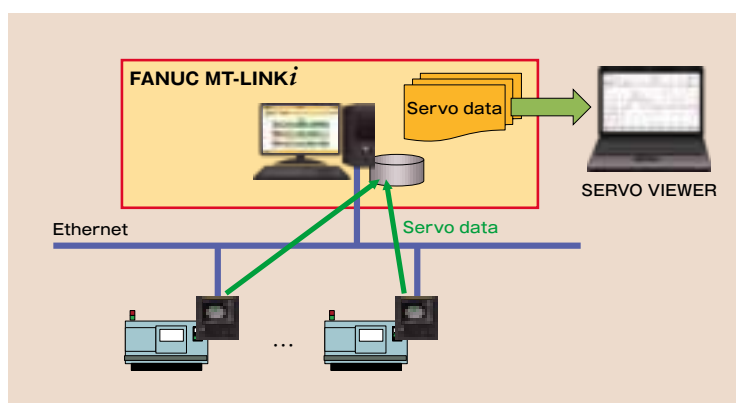 FANUC MT-LINKi
Servo data
SERVO VIEWER
Ethernet
Servo data
...